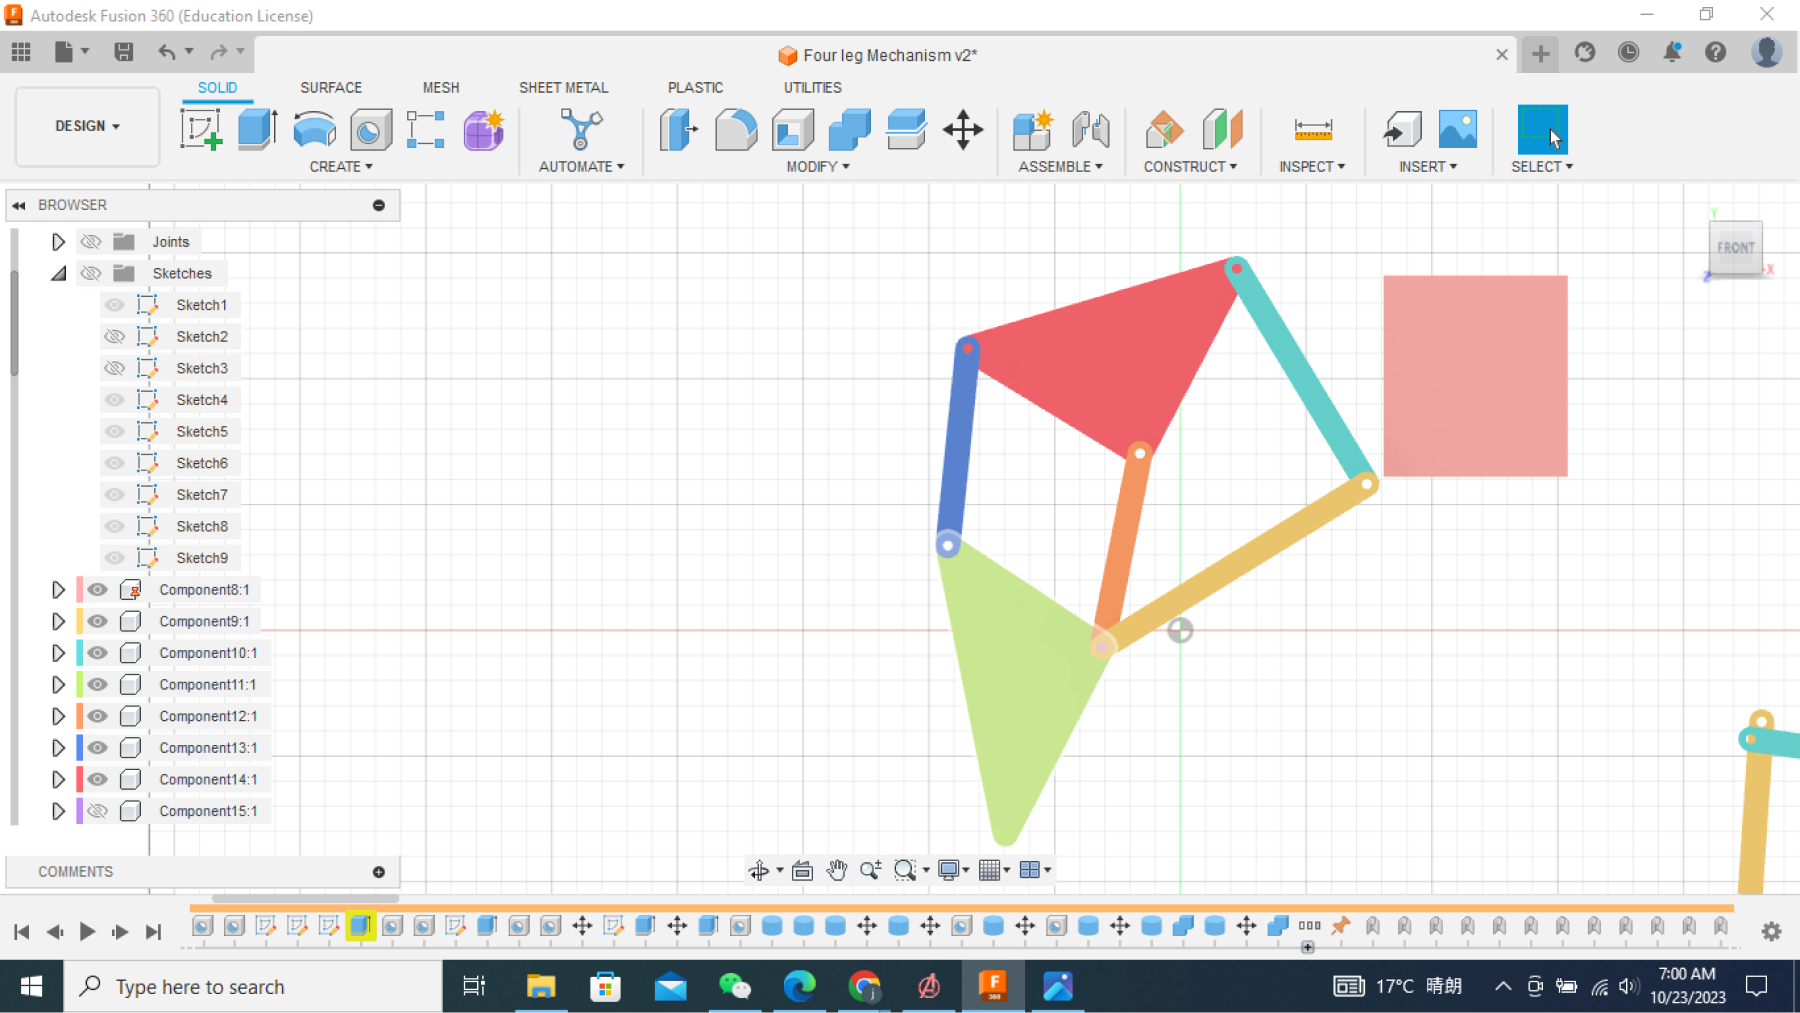 Autodesk Fusion 360 (Education License)
Four leg Mechanism v2*
SOLID SURFACE MESH SHEET METAL PLASTIC UTILITIES
DESIGN
CREATE AUTOMATE MODIFY ASSEMBLE CONSTRUCT INSPECT INSERT SELECT
BROWSER
Joints
Sketches
Sketch1
Sketch2
Sketch3
Sketch4
Sketch5
Sketch6
Sketch7
Sketch8
Sketch9
Component8:1
Component9:1
Component10:1
Component11:1
Component12:1
Component13:1
Component14:1
Component15:1
Y
FRONT
Z X
COMMENTS
Type here to search
F
360
17°C 晴朗
7:00 AM
10/23/2023